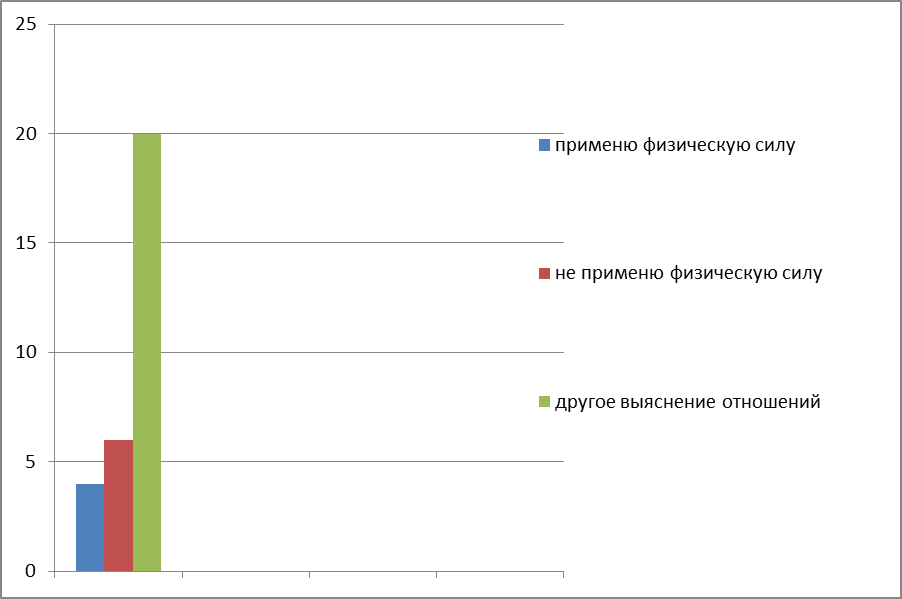 25
20
15
10
5
0
применю физическую силу
не применю физическую силу
другое выяснение отношений